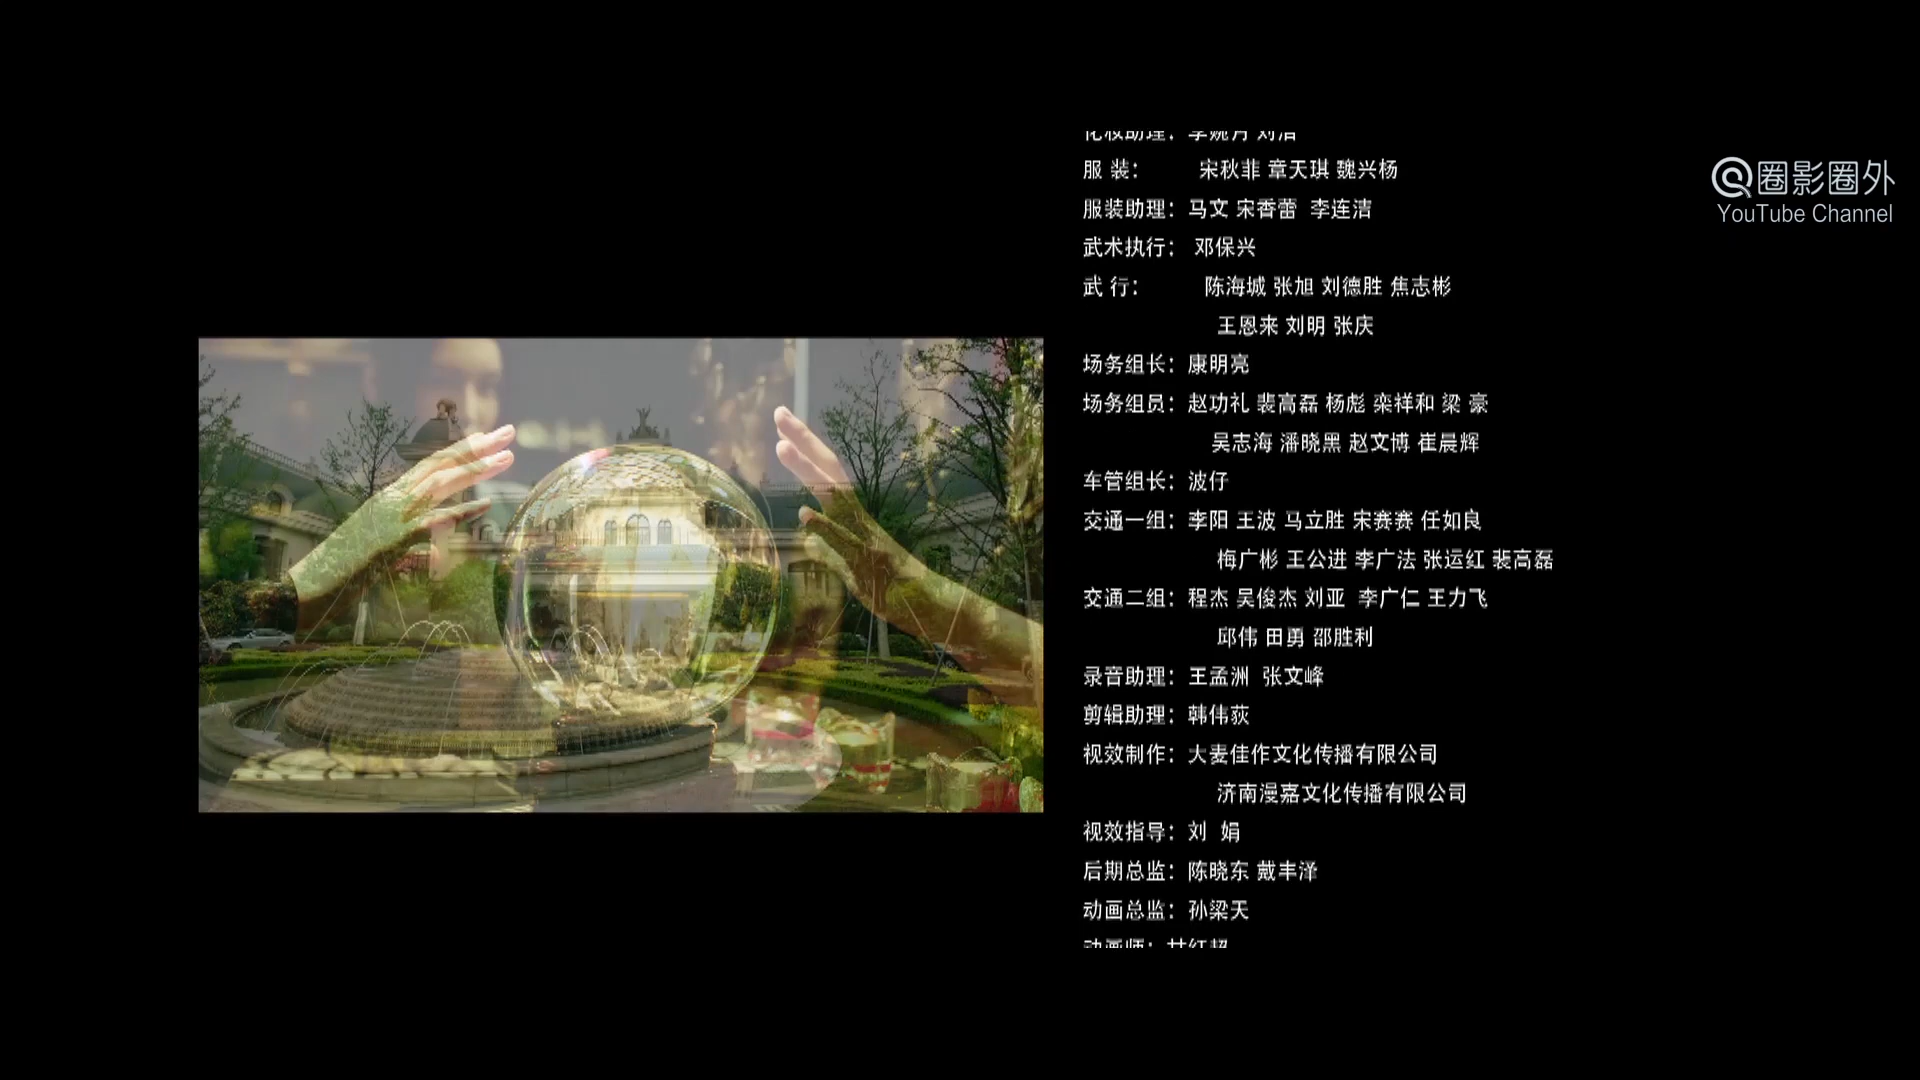 服 装： 宋秋菲 章天琪 魏兴杨
服装助理：马文 宋香蕾 李连洁
武术执行： 邓保兴
武 行： 陈海城 张旭 刘德胜 焦志彬
王恩来 刘明 张庆
场务组长：康明亮
场务组员：赵功礼 裴高磊 杨彪 栾祥和 梁 豪
吴志海 潘晓黑 赵文博 崔晨辉
车管组长：波仔
交通一组：李阳 王波 马立胜 宋赛赛 任如良
梅广彬 王公进 李广法 张运红 裴高磊
交通二组：程杰 吴俊杰 刘亚 李广仁 王力飞
邱伟 田勇 邵胜利
录音助理：王孟洲 张文峰
剪辑助理：韩伟荻
视效制作：大麦佳作文化传播有限公司
济南漫嘉文化传播有限公司
视效指导：刘 娟
后期总监：陈晓东 戴丰泽
动画总监：孙梁天
圈影圈外
YouTube Channel